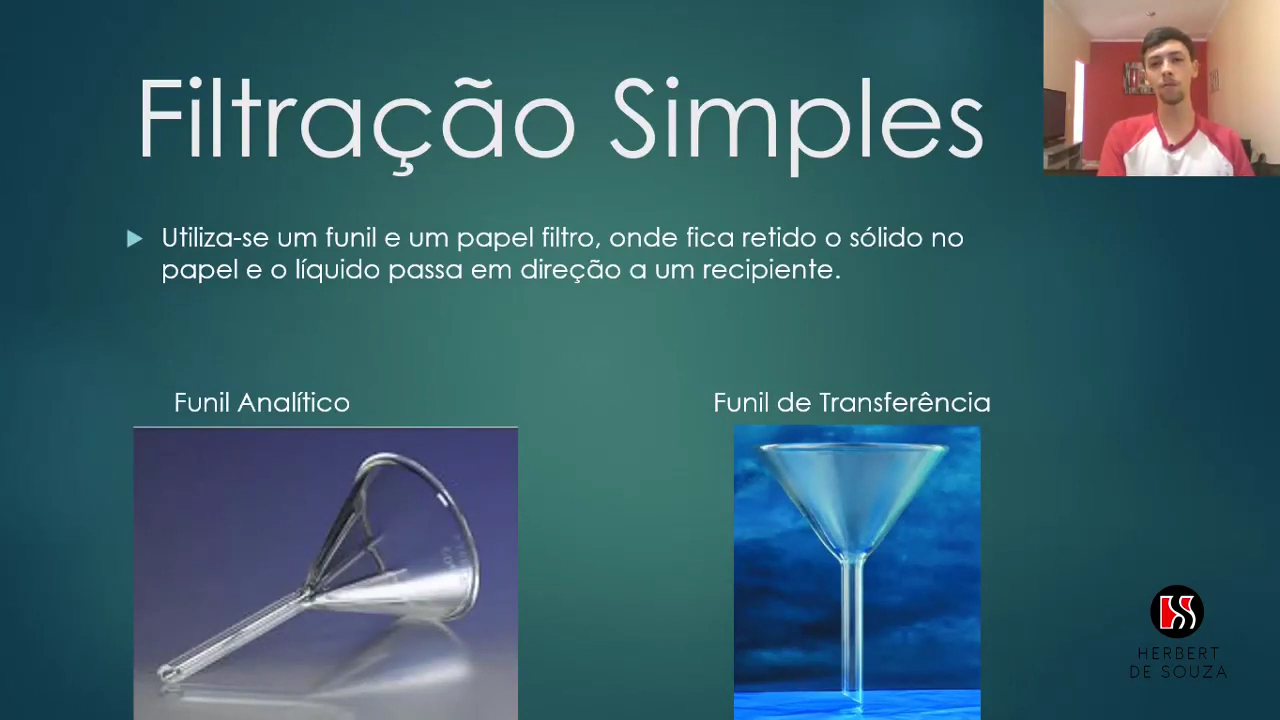 Filtração Simples
Utiliza-se um funil e um papel filtro, onde fica retido o sólido no
papel e o líquido passa em direção a um recipiente.
Funil Analítico
Funil de Transferência
HERBERT
DE SOUZA